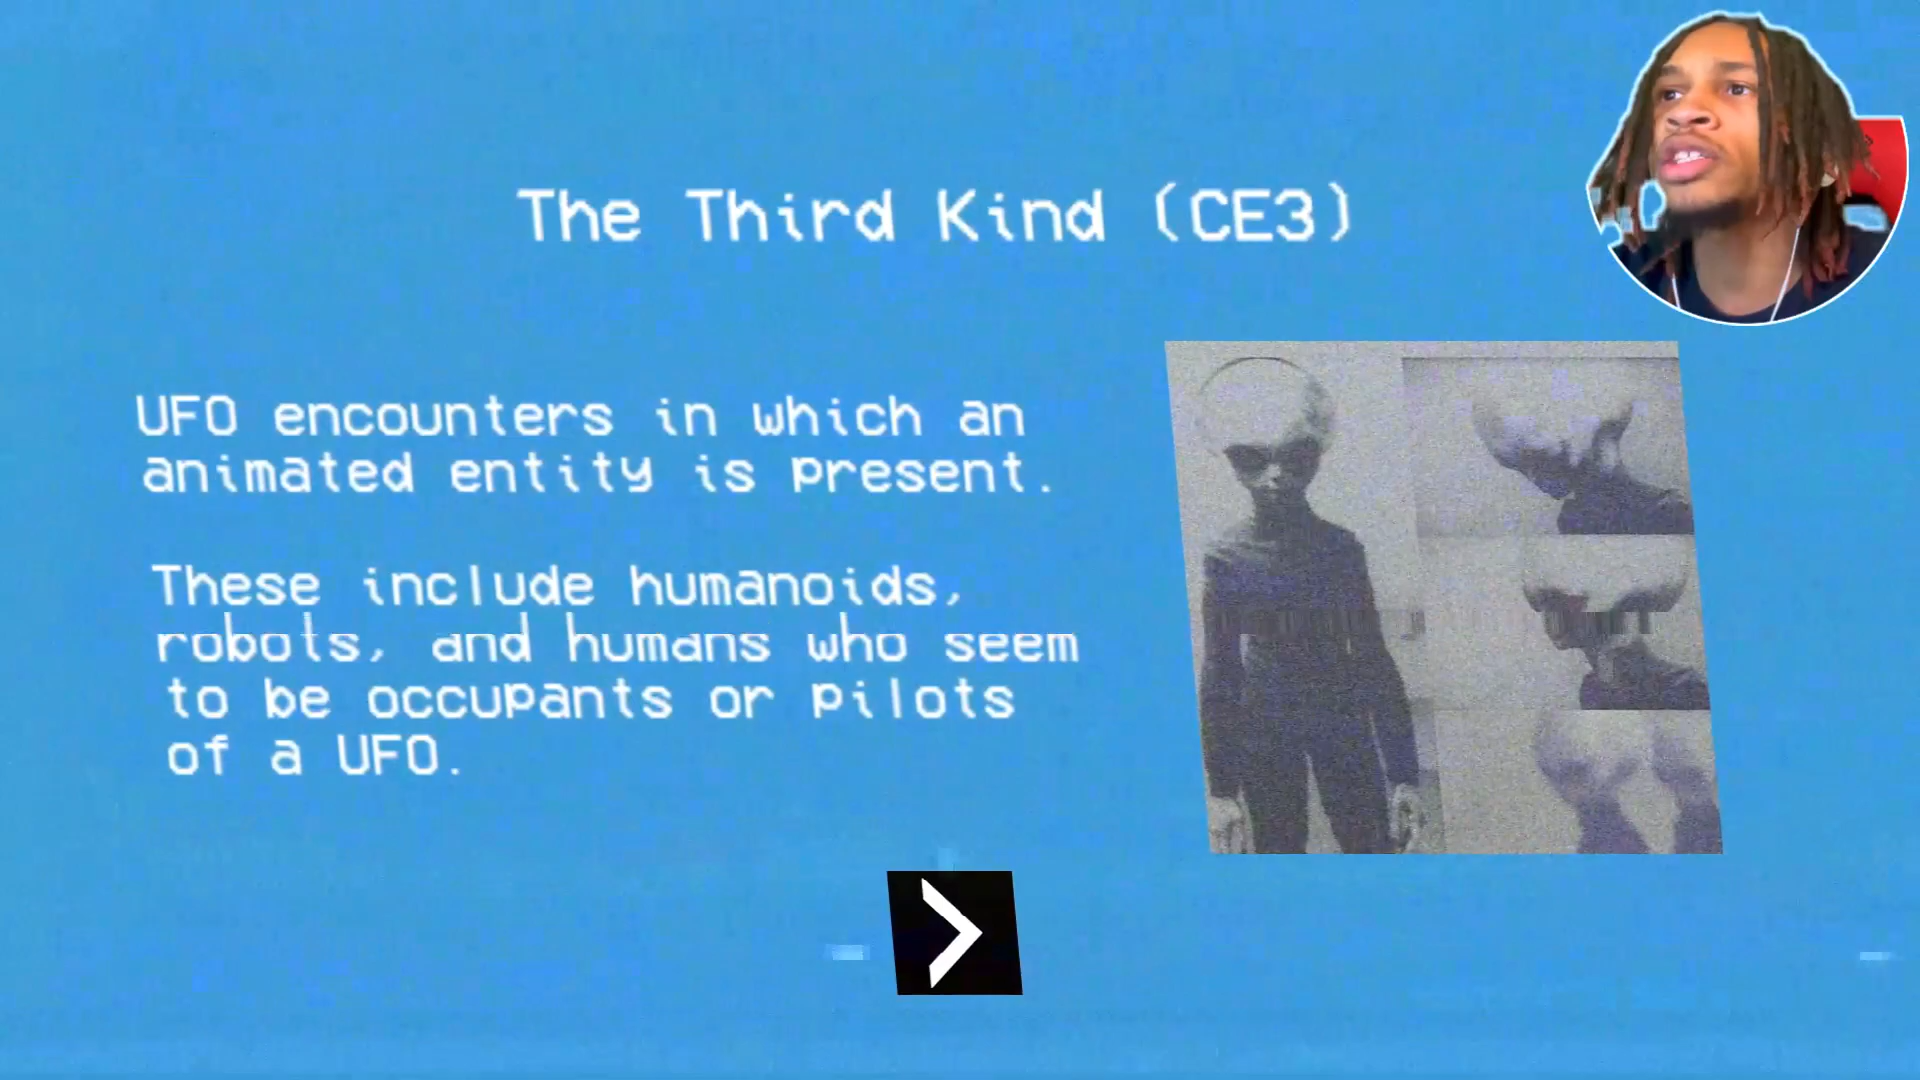 The Third Kind (CE3)
UFO encounters in which an
animated entity is present.
These include humanoids,
robots, and humans who seem
to be occupants or pilots
of a UFO.